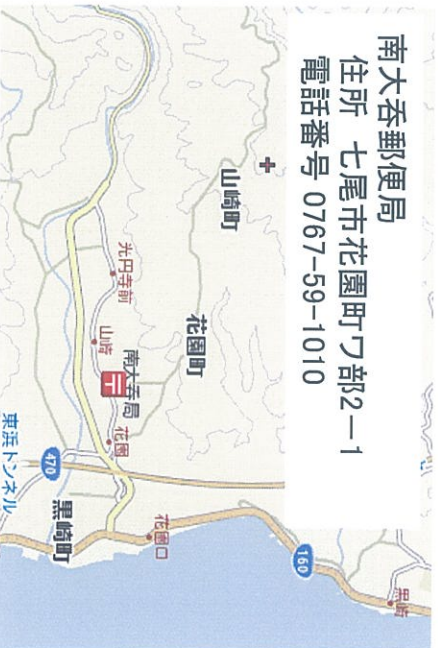 南大呑郵便局
住所 七尾市花園町ワ部2－1
電話番号 0767-59-1010
黒崎
160
花園口
山崎町
花園町
光円寺前
山崎
南大呑局
花園
470
黒崎町
東浜トンネル